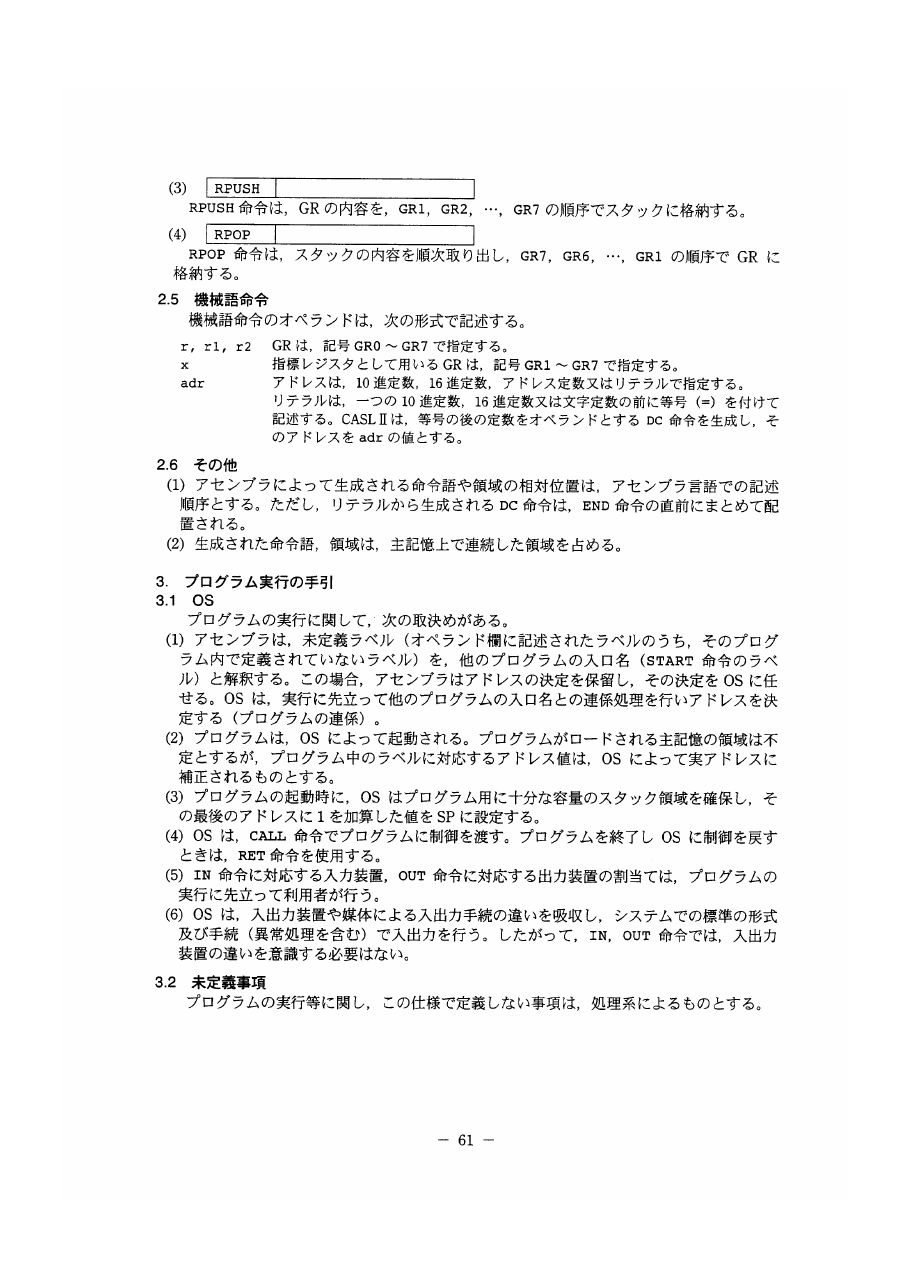 (3) RPUSH
RPUSH 命令は，GR の内容を，GR1，GR2，…，GR7 の順序でスタックに格納する。
(4) RPOP
RPOP 命令は，スタックの内容を順次取り出し，GR7，GR6，…，GR1 の順序で GR に
格納する。
2.5 機械語命令
機械語命令のオペランドは，次の形式で記述する。
r, r1, r2 GR は，記号 GR0 ～ GR7 で指定する。
x 指標レジスタとして用いる GR は，記号 GR1 ～ GR7 で指定する。
adr アドレスは，10 進定数，16 進定数，アドレス定数又はリテラルで指定する。
リテラルは，一つの 10 進定数，16 進定数又は文字定数の前に等号（=）を付けて
記述する。CASLⅡは，等号の後の定数をオペランドとする DC 命令を生成し，そ
のアドレスを adr の値とする。
2.6 その他
(1) アセンブラによって生成される命令語や領域の相対位置は，アセンブラ言語での記述
順序とする。ただし，リテラルから生成される DC 命令は，END 命令の直前にまとめて配
置される。
(2) 生成された命令語，領域は，主記憶上で連続した領域を占める。
3. プログラム実行の手引
3.1 OS
プログラムの実行に関して，次の取決めがある。
(1) アセンブラは，未定義ラベル（オペランド欄に記述されたラベルのうち，そのプログ
ラム内で定義されていないラベル）を，他のプログラムの入口名（START 命令のラベ
ル）と解釈する。この場合，アセンブラはアドレスの決定を保留し，その決定を OS に任
せる。OS は，実行に先立って他のプログラムの入口名との連係処理を行いアドレスを決
定する（プログラムの連係）。
(2) プログラムは，OS によって起動される。プログラムがロードされる主記憶の領域は不
定とするが，プログラム中のラベルに対応するアドレス値は，OS によって実アドレスに
補正されるものとする。
(3) プログラムの起動時に，OS はプログラム用に十分な容量のスタック領域を確保し，そ
の最後のアドレスに 1 を加算した値を SP に設定する。
(4) OS は，CALL 命令でプログラムに制御を渡す。プログラムを終了し OS に制御を戻す
ときは，RET 命令を使用する。
(5) IN 命令に対応する入力装置，OUT 命令に対応する出力装置の割当ては，プログラムの
実行に先立って利用者が行う。
(6) OS は，入出力装置や媒体による入出力手続の違いを吸収し，システムでの標準の形式
及び手続（異常処理を含む）で入出力を行う。したがって，IN，OUT 命令では，入出力
装置の違いを意識する必要はない。
3.2 未定義事項
プログラムの実行等に関し，この仕様で定義しない事項は，処理系によるものとする。
－ 61 －